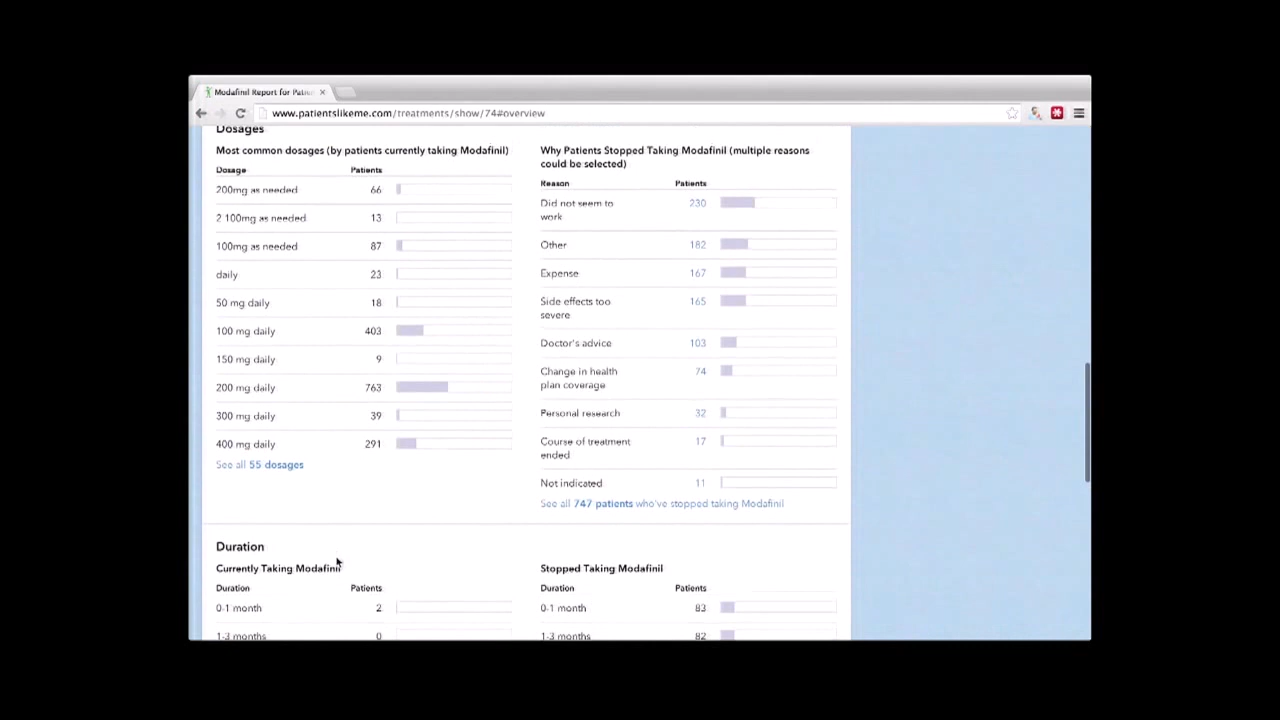 Modafinil Report for Patien
www.patientslikeme.com/treatments/show/74#overview
Dosages
Most common dosages (by patients currently taking Modafinil)
Dosage Patients
200mg as needed 66
2 100mg as needed 13
100mg as needed 87
daily 23
50 mg daily 18
100 mg daily 403
150 mg daily 9
200 mg daily 763
300 mg daily 39
400 mg daily 291
See all 55 dosages
Why Patients Stopped Taking Modafinil (multiple reasons
could be selected)
Reason Patients
Did not seem to 230
work
Other 182
Expense 167
Side effects too 165
severe
Doctor's advice 103
Change in health 74
plan coverage
Personal research 32
Course of treatment 17
ended
Not indicated 11
See all 747 patients who've stopped taking Modafinil
Duration
Currently Taking Modafinil
Duration Patients
0-1 month 2
1-3 months 0
Stopped Taking Modafinil
Duration Patients
0-1 month 83
1-3 months 82